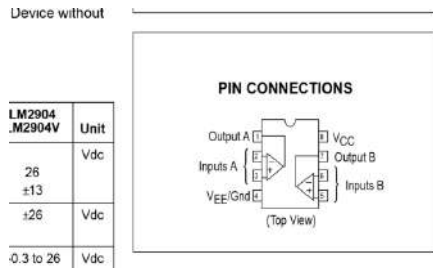 Device without
LM2904
LM2904V
Unit
26
±13
Vdc
±26
Vdc
-0.3 to 26
Vdc
PIN CONNECTIONS
Output A 1
8 VCC
2
7 Output B
Inputs A
3
6
Inputs B
VEE/Gnd 4
5
(Top View)